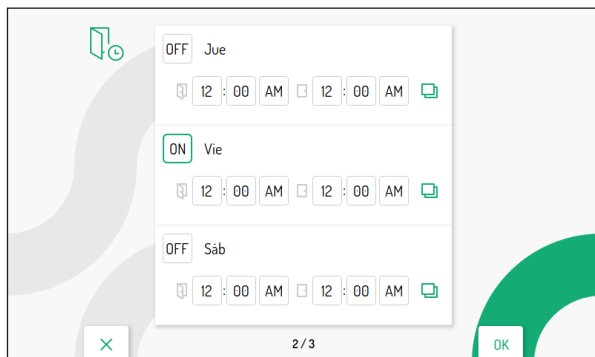 OFF Jue
12 : 00 AM 12 : 00 AM
ON Vie
12 : 00 AM 12 : 00 AM
OFF Sáb
12 : 00 AM 12 : 00 AM
2/3
OK